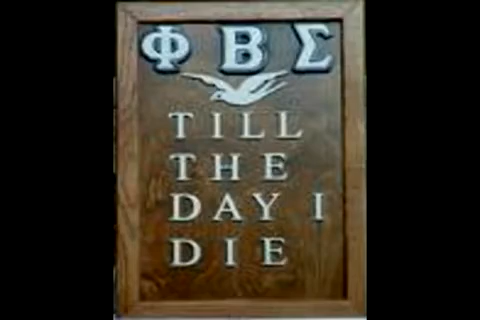 ΦΒΣ
TILL
THE
DAY I
DIE